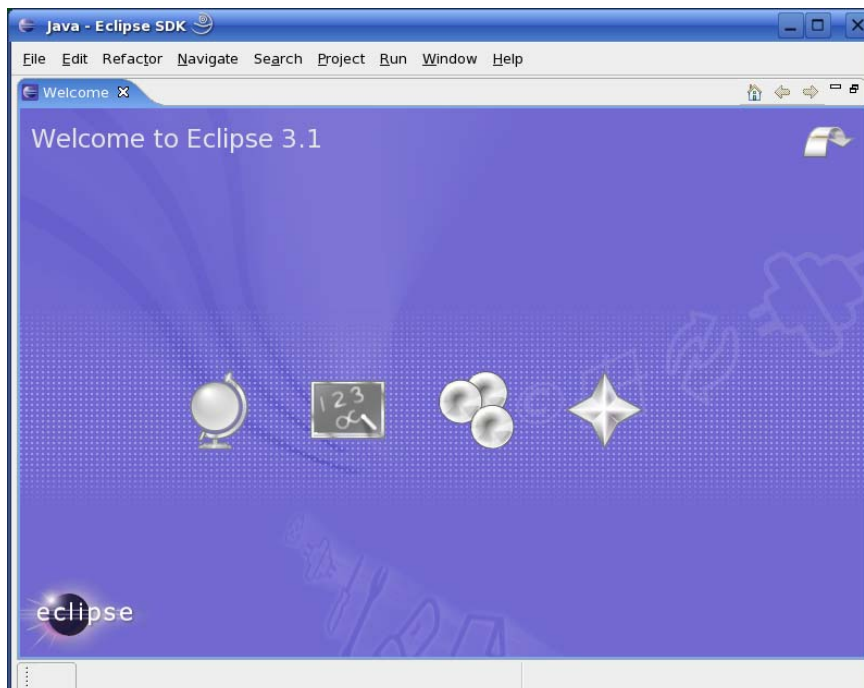 Java - Eclipse SDK
File Edit Refactor Navigate Search Project Run Window Help
Welcome
Welcome to Eclipse 3.1
123
eclipse